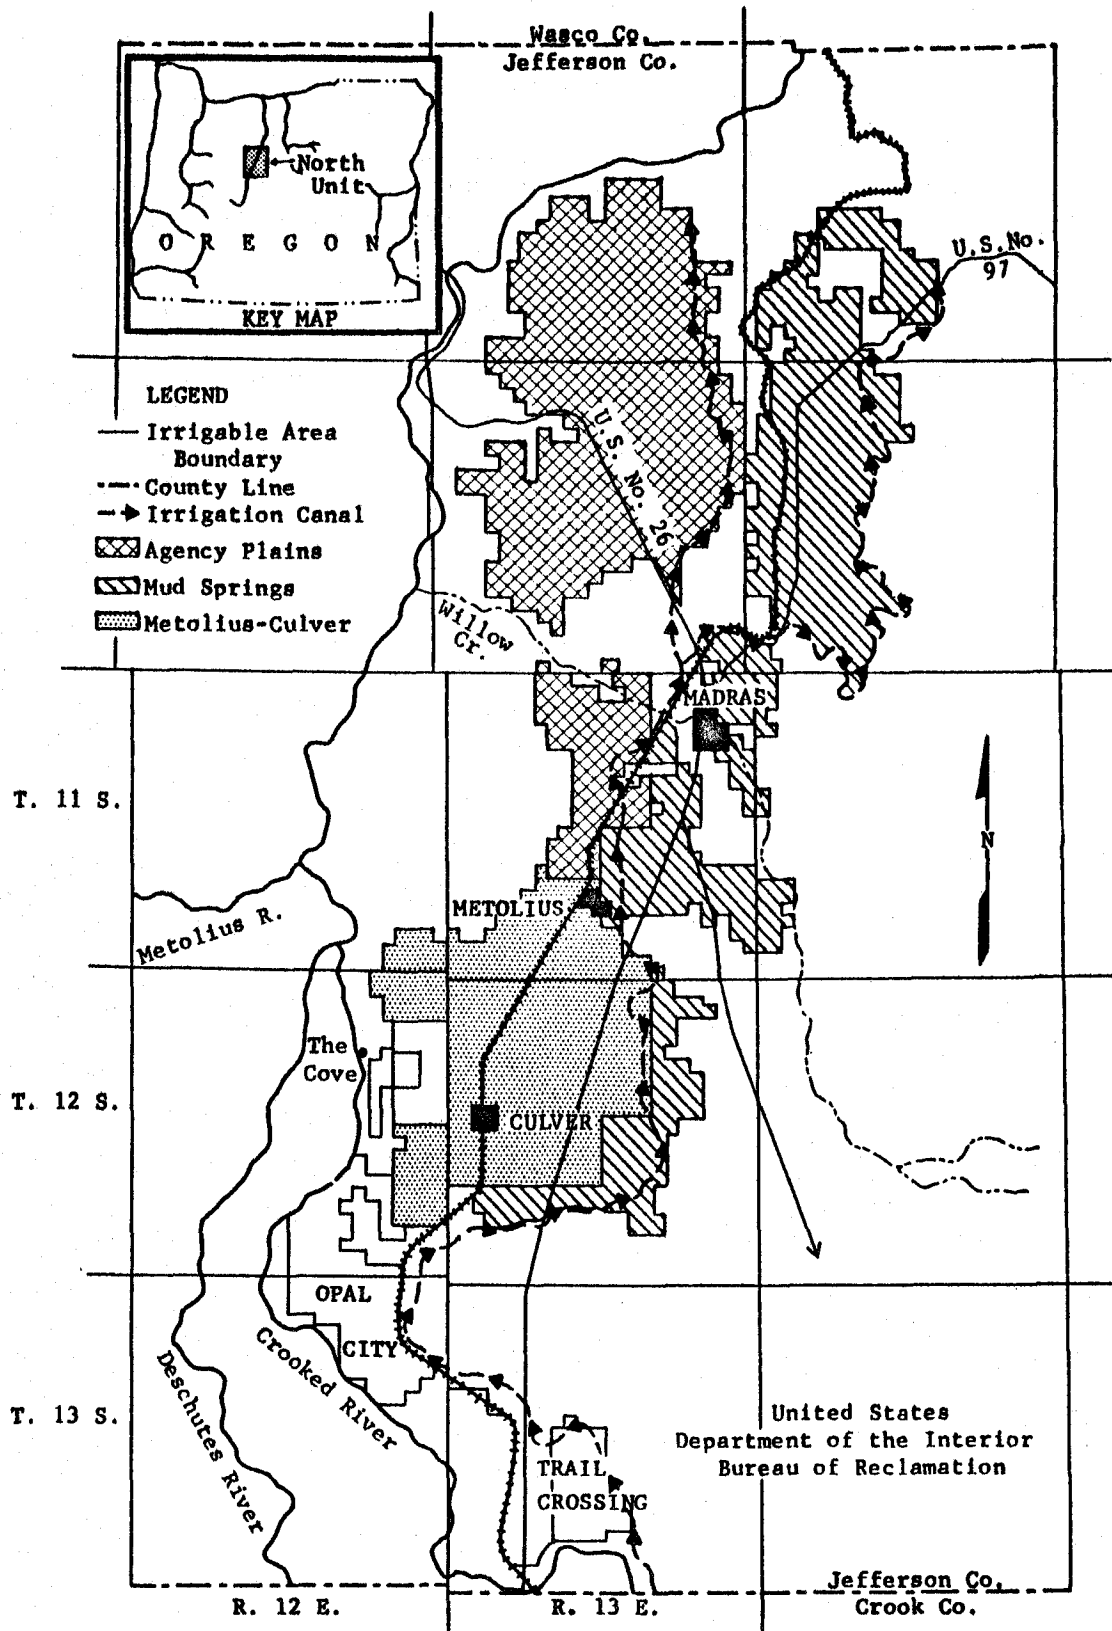 Wasco Co.
Jefferson Co.
North
Unit
O R E G O N
KEY MAP
U.S.No.
97
LEGEND
Irrigable Area
Boundary
County Line
Irrigation Canal
Agency Plains
Mud Springs
Metolius-Culver
U.S. No. 26
Willow
Cr.
MADRAS
T. 11 S.
N
METOLIUS
Metolius R.
The
Cove
T. 12 S.
CULVER
OPAL
CITY
Crooked River
Deschutes River
T. 13 S.
United States
Department of the Interior
Bureau of Reclamation
TRAIL
CROSSING
Jefferson Co.
Crook Co.
R. 12 E.
R. 13 E.